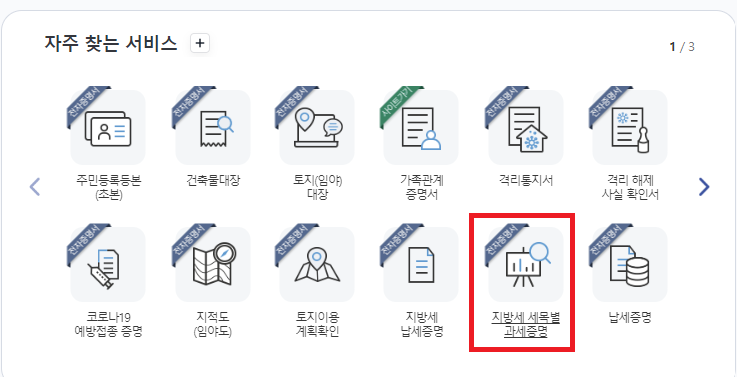 자주 찾는 서비스 +
1 / 3
전자증명서 전자증명서 전자증명서 사이트가기 전자증명서 전자증명서
주민등록등본 건축물대장 토지(임야) 가족관계 격리통지서 격리 해제
(초본) 대장 증명서 사실 확인서
전자증명서 전자증명서 전자증명서 전자증명서 전자증명서 전자증명서
코로나19 지적도 토지이용 지방세 지방세 세목별 납세증명
예방접종 증명 (임야도) 계획확인 납세증명 과세증명